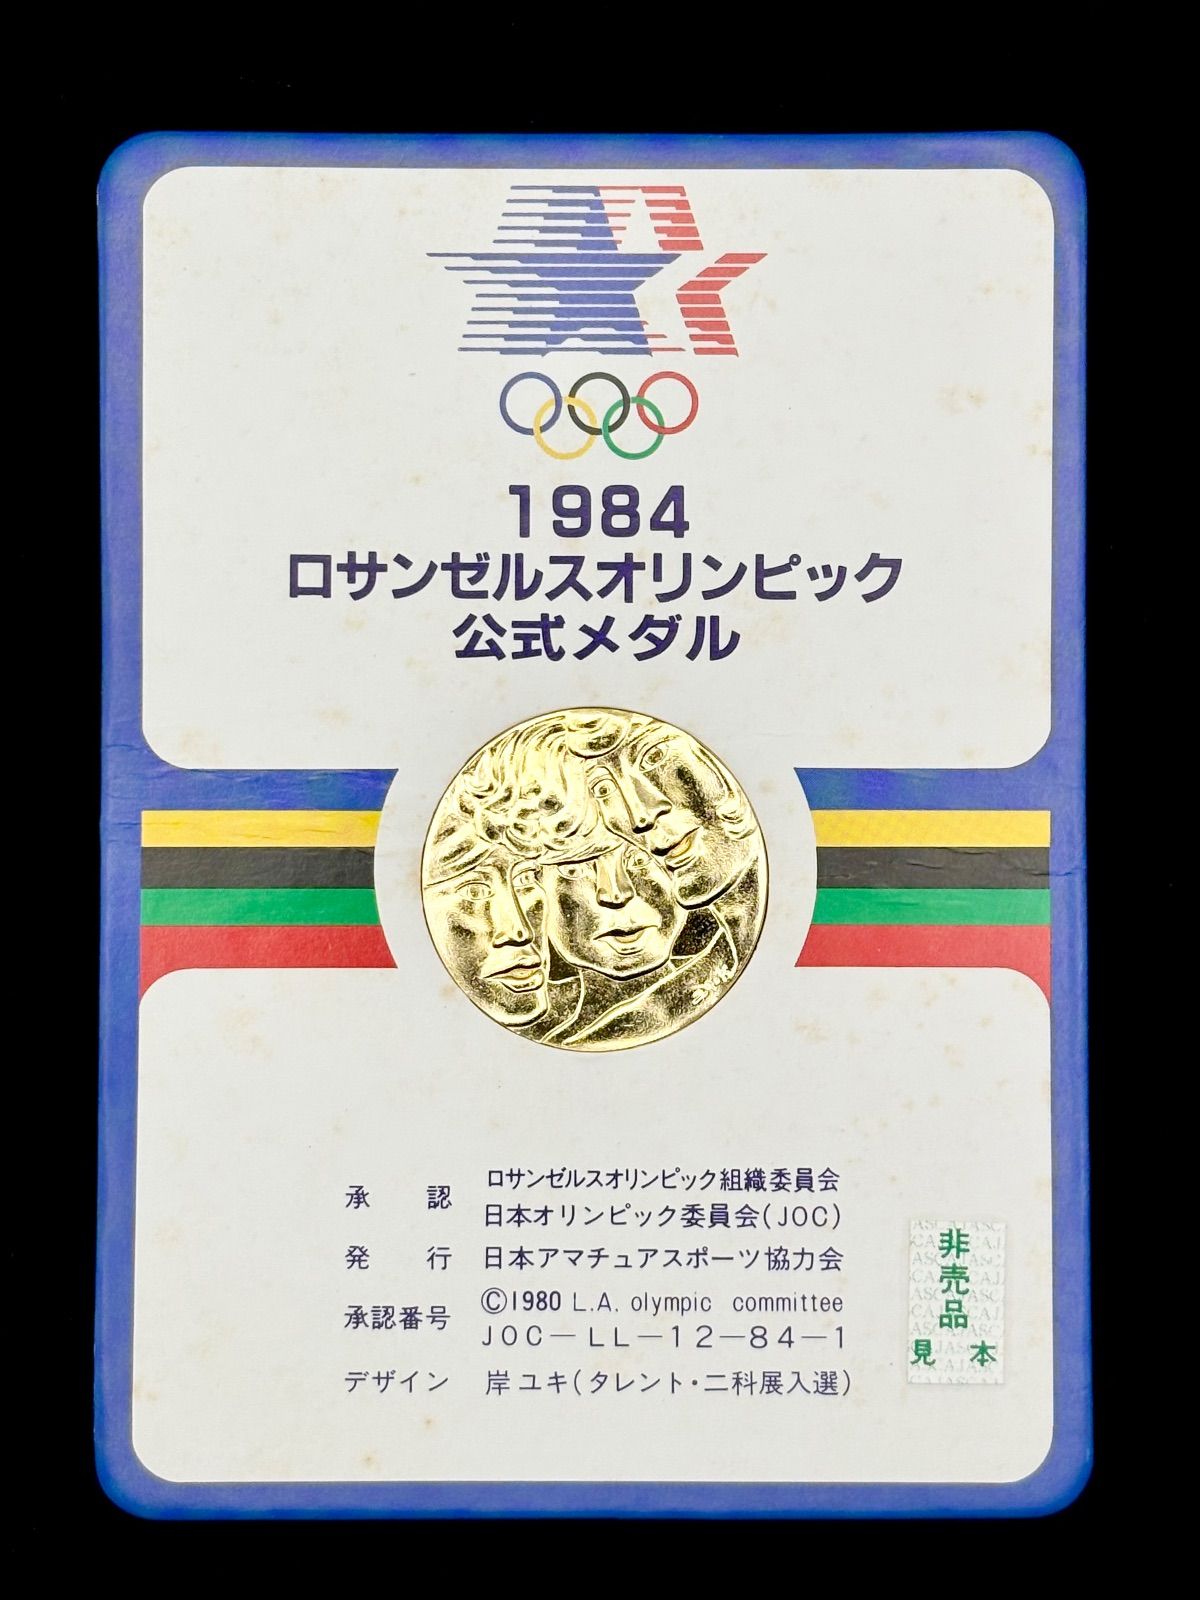 1984
ロサンゼルスオリンピック
公式メダル
承認 ロサンゼルスオリンピック組織委員会
日本オリンピック委員会(JOC)
発行 日本アマチュアスポーツ協力会
承認番号 ©1980 L.A. olympic committee
JOC－LL－12－84－1
デザイン 岸ユキ(タレント・二科展入選)
非売品
見本